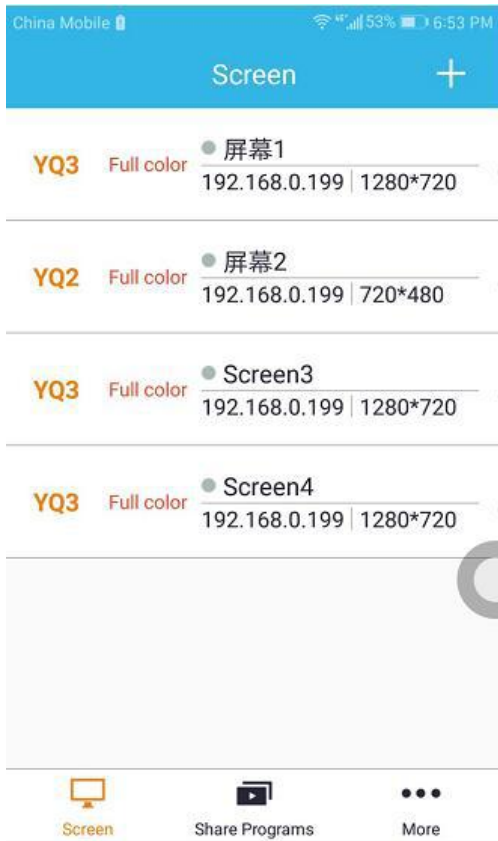 China Mobile 53% 6:53 PM
Screen +
YQ3 Full color 屏幕1
192.168.0.199 | 1280*720
YQ2 Full color 屏幕2
192.168.0.199 | 720*480
YQ3 Full color Screen3
192.168.0.199 | 1280*720
YQ3 Full color Screen4
192.168.0.199 | 1280*720
Screen Share Programs More